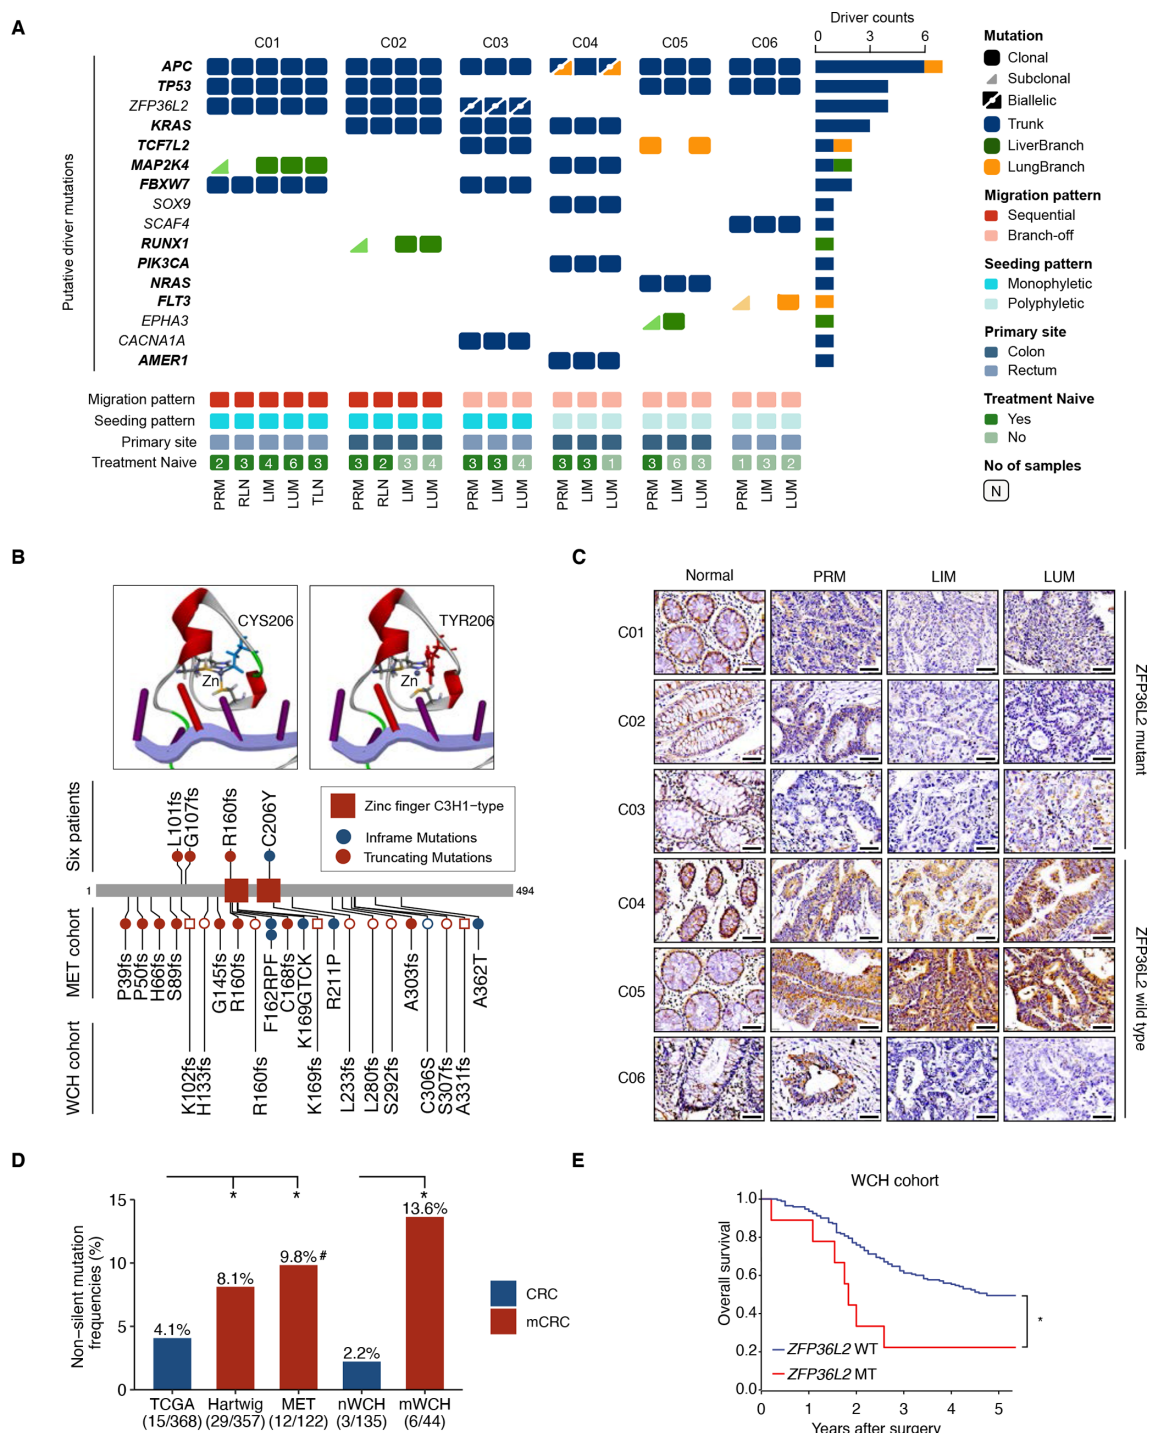 A
C01 C02 C03 C04 C05 C06
Driver counts
0 3 6
Putative driver mutations
APC
TP53
ZFP36L2
KRAS
TCF7L2
MAP2K4
FBXW7
SOX9
SCAF4
RUNX1
PIK3CA
NRAS
FLT3
EPHA3
CACNA1A
AMER1
Migration pattern
Seeding pattern
Primary site
Treatment Naive
2 3 4 6 3 3 2 3 4 3 3 4 3 3 1 3 6 3 1 3 2
PRM RLN LIM LUM TLN PRM RLN LIM LUM PRM LIM LUM PRM LIM LUM PRM LIM LUM PRM LIM LUM
Mutation
Clonal
Subclonal
Biallelic
Trunk
LiverBranch
LungBranch
Migration pattern
Sequential
Branch-off
Seeding pattern
Monophyletic
Polyphyletic
Primary site
Colon
Rectum
Treatment Naive
Yes
No
No of samples
N
B
CYS206
Zn
TYR206
Zn
Six patients
L101fs
G107fs
R160fs
C206Y
Zinc finger C3H1-type
Inframe Mutations
Truncating Mutations
1
494
MET cohort
P39fs
P50fs
H66fs
S89fs
G145fs
R160fs
F162RPF
C168fs
K169GTCK
R211P
A303fs
A362T
WCH cohort
K102fs
H133fs
R160fs
K169fs
L233fs
L280fs
S292fs
C306S
S307fs
A331fs
C
Normal PRM LIM LUM
C01
C02
C03
C04
C05
C06
ZFP36L2 mutant
ZFP36L2 wild type
D
Non-silent mutation
frequencies (%)
15
10
5
0
* * *
4.1%
8.1%
9.8% #
2.2%
13.6%
TCGA Hartwig MET nWCH mWCH
(15/368) (29/357) (12/122) (3/135) (6/44)
CRC
mCRC
E
WCH cohort
Overall survival
1.0
0.8
0.6
0.4
0.2
0.0
ZFP36L2 WT
ZFP36L2 MT
*
0 1 2 3 4 5
Years after surgery